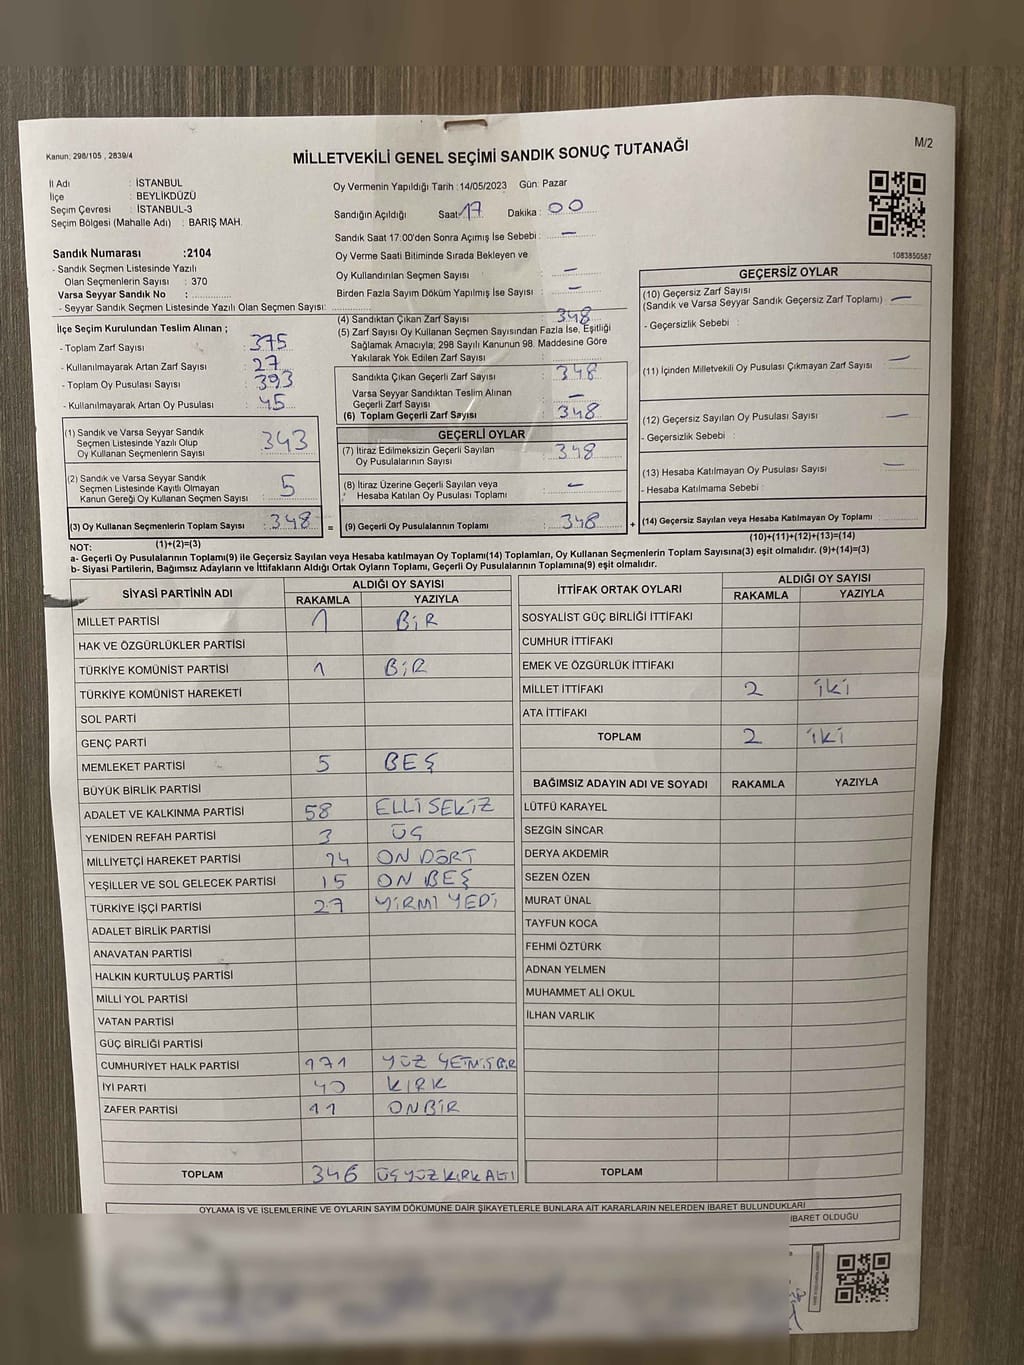 Kanun; 298/105 , 2839/4
MİLLETVEKİLİ GENEL SEÇİMİ SANDIK SONUÇ TUTANAĞI
M/2
İl Adı : İSTANBUL
İlçe : BEYLİKDÜZÜ
Seçim Çevresi : İSTANBUL-3
Seçim Bölgesi (Mahalle Adı) : BARIŞ MAH.
Sandık Numarası :2104
- Sandık Seçmen Listesinde Yazılı
Olan Seçmenlerin Sayısı : 370
Varsa Seyyar Sandık No :
- Seyyar Sandık Seçmen Listesinde Yazılı Olan Seçmen Sayısı:
Oy Vermenin Yapıldığı Tarih :14/05/2023 Gün: Pazar
Sandığın Açıldığı Saat: 17 Dakika : 00
Sandık Saat 17:00'den Sonra Açımış İse Sebebi : —
Oy Verme Saati Bitiminde Sırada Bekleyen ve
Oy Kullandırılan Seçmen Sayısı : —
Birden Fazla Sayım Döküm Yapılmış İse Sayısı : —
1083850587
İlçe Seçim Kurulundan Teslim Alınan ;
- Toplam Zarf Sayısı : 375
- Kullanılmayarak Artan Zarf Sayısı : 27
- Toplam Oy Pusulası Sayısı : 393
- Kullanılmayarak Artan Oy Pusulası : 45
(1) Sandık ve Varsa Seyyar Sandık
Seçmen Listesinde Yazılı Olup
Oy Kullanan Seçmenlerin Sayısı : 343
(2) Sandık ve Varsa Seyyar Sandık
Seçmen Listesinde Kayıtlı Olmayan
Kanun Gereği Oy Kullanan Seçmen Sayısı : 5
(3) Oy Kullanan Seçmenlerin Toplam Sayısı : 348
(1)+(2)=(3)
(4) Sandıktan Çıkan Zarf Sayısı : 348
(5) Zarf Sayısı Oy Kullanan Seçmen Sayısından Fazla İse, Eşitliği
Sağlamak Amacıyla; 298 Sayılı Kanunun 98. Maddesine Göre
Yakılarak Yok Edilen Zarf Sayısı :
Sandıkta Çıkan Geçerli Zarf Sayısı : 348
Varsa Seyyar Sandıktan Teslim Alınan
Geçerli Zarf Sayısı : —
(6) Toplam Geçerli Zarf Sayısı : 348
GEÇERLİ OYLAR
(7) İtiraz Edilmeksizin Geçerli Sayılan
Oy Pusulalarının Sayısı : 348
(8) İtiraz Üzerine Geçerli Sayılan veya
Hesaba Katılan Oy Pusulası Toplamı : —
= (9) Geçerli Oy Pusulalarının Toplamı : 348
GEÇERSİZ OYLAR
(10) Geçersiz Zarf Sayısı
(Sandık ve Varsa Seyyar Sandık Geçersiz Zarf Toplamı) : —
- Geçersizlik Sebebi :
(11) İçinden Milletvekili Oy Pusulası Çıkmayan Zarf Sayısı : —
(12) Geçersiz Sayılan Oy Pusulası Sayısı : —
- Geçersizlik Sebebi :
(13) Hesaba Katılmayan Oy Pusulası Sayısı : —
- Hesaba Katılmama Sebebi :
+ (14) Geçersiz Sayılan veya Hesaba Katılmayan Oy Toplamı :
(10)+(11)+(12)+(13)=(14)
NOT:
a- Geçerli Oy Pusulalarının Toplamı(9) ile Geçersiz Sayılan veya Hesaba katılmayan Oy Toplamı(14) Toplamları, Oy Kullanan Seçmenlerin Toplam Sayısına(3) eşit olmalıdır. (9)+(14)=(3)
b- Siyasi Partilerin, Bağımsız Adayların ve İttifakların Aldığı Ortak Oyların Toplamı, Geçerli Oy Pusulalarının Toplamına(9) eşit olmalıdır.
SİYASİ PARTİNİN ADI ALDIĞI OY SAYISI
RAKAMLA YAZIYLA
MİLLET PARTİSİ 1 BİR
HAK VE ÖZGÜRLÜKLER PARTİSİ
TÜRKİYE KOMÜNİST PARTİSİ 1 BİR
TÜRKİYE KOMÜNİST HAREKETİ
SOL PARTİ
GENÇ PARTİ
MEMLEKET PARTİSİ 5 BEŞ
BÜYÜK BİRLİK PARTİSİ
ADALET VE KALKINMA PARTİSİ 58 ELLİ SEKİZ
YENİDEN REFAH PARTİSİ 3 ÜÇ
MİLLİYETÇİ HAREKET PARTİSİ 14 ON DÖRT
YEŞİLLER VE SOL GELECEK PARTİSİ 15 ON BEŞ
TÜRKİYE İŞÇİ PARTİSİ 27 YİRMİ YEDİ
ADALET BİRLİK PARTİSİ
ANAVATAN PARTİSİ
HALKIN KURTULUŞ PARTİSİ
MİLLİ YOL PARTİSİ
VATAN PARTİSİ
GÜÇ BİRLİĞİ PARTİSİ
CUMHURİYET HALK PARTİSİ 171 YÜZ YETMİŞ BİR
İYİ PARTİ 40 KIRK
ZAFER PARTİSİ 11 ONBİR
TOPLAM 346 ÜÇ YÜZ KIRK ALTI
İTTİFAK ORTAK OYLARI ALDIĞI OY SAYISI
RAKAMLA YAZIYLA
SOSYALİST GÜÇ BİRLİĞİ İTTİFAKI
CUMHUR İTTİFAKI
EMEK VE ÖZGÜRLÜK İTTİFAKI
MİLLET İTTİFAKI 2 İKİ
ATA İTTİFAKI
TOPLAM 2 İKİ
BAĞIMSIZ ADAYIN ADI VE SOYADI RAKAMLA YAZIYLA
LÜTFÜ KARAYEL
SEZGİN SİNCAR
DERYA AKDEMİR
SEZEN ÖZEN
MURAT ÜNAL
TAYFUN KOCA
FEHMİ ÖZTÜRK
ADNAN YELMEN
MUHAMMET ALİ OKUL
İLHAN VARLIK
TOPLAM
OYLAMA İŞ VE İŞLEMLERİNE VE OYLARIN SAYIM DÖKÜMÜNE DAİR ŞİKAYETLERLE BUNLARA AİT KARARLARIN NELERDEN İBARET BULUNDUKLARI
İBARET OLDUĞU